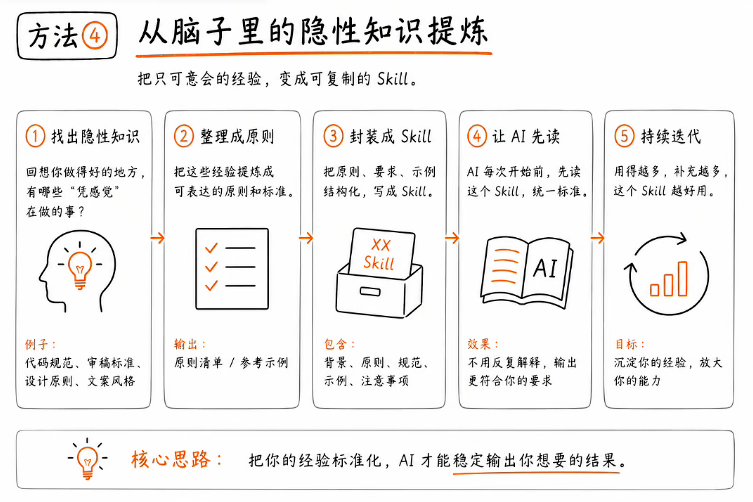 方法④ 从脑子里的隐性知识提炼
把只可意会的经验，变成可复制的 Skill。
① 找出隐性知识
回想你做得好的地方，
有哪些“凭感觉”
在做的事？
例子：
代码规范、审稿标准、
设计原则、文案风格
② 整理成原则
把这些经验提炼成
可表达的原则和标准。
输出：
原则清单 / 参考示例
③ 封装成 Skill
把原则、要求、示例
结构化，写成 Skill。
XX
Skill
包含：
背景、原则、规范、
示例、注意事项
④ 让 AI 先读
AI 每次开始前，先读
这个 Skill，统一标准。
AI
效果：
不用反复解释，输出
更符合你的要求
⑤ 持续迭代
用得越多，补充越多，
这个 Skill 越好用。
目标：
沉淀你的经验，放大
你的能力
核心思路： 把你的经验标准化，AI 才能稳定输出你想要的结果。